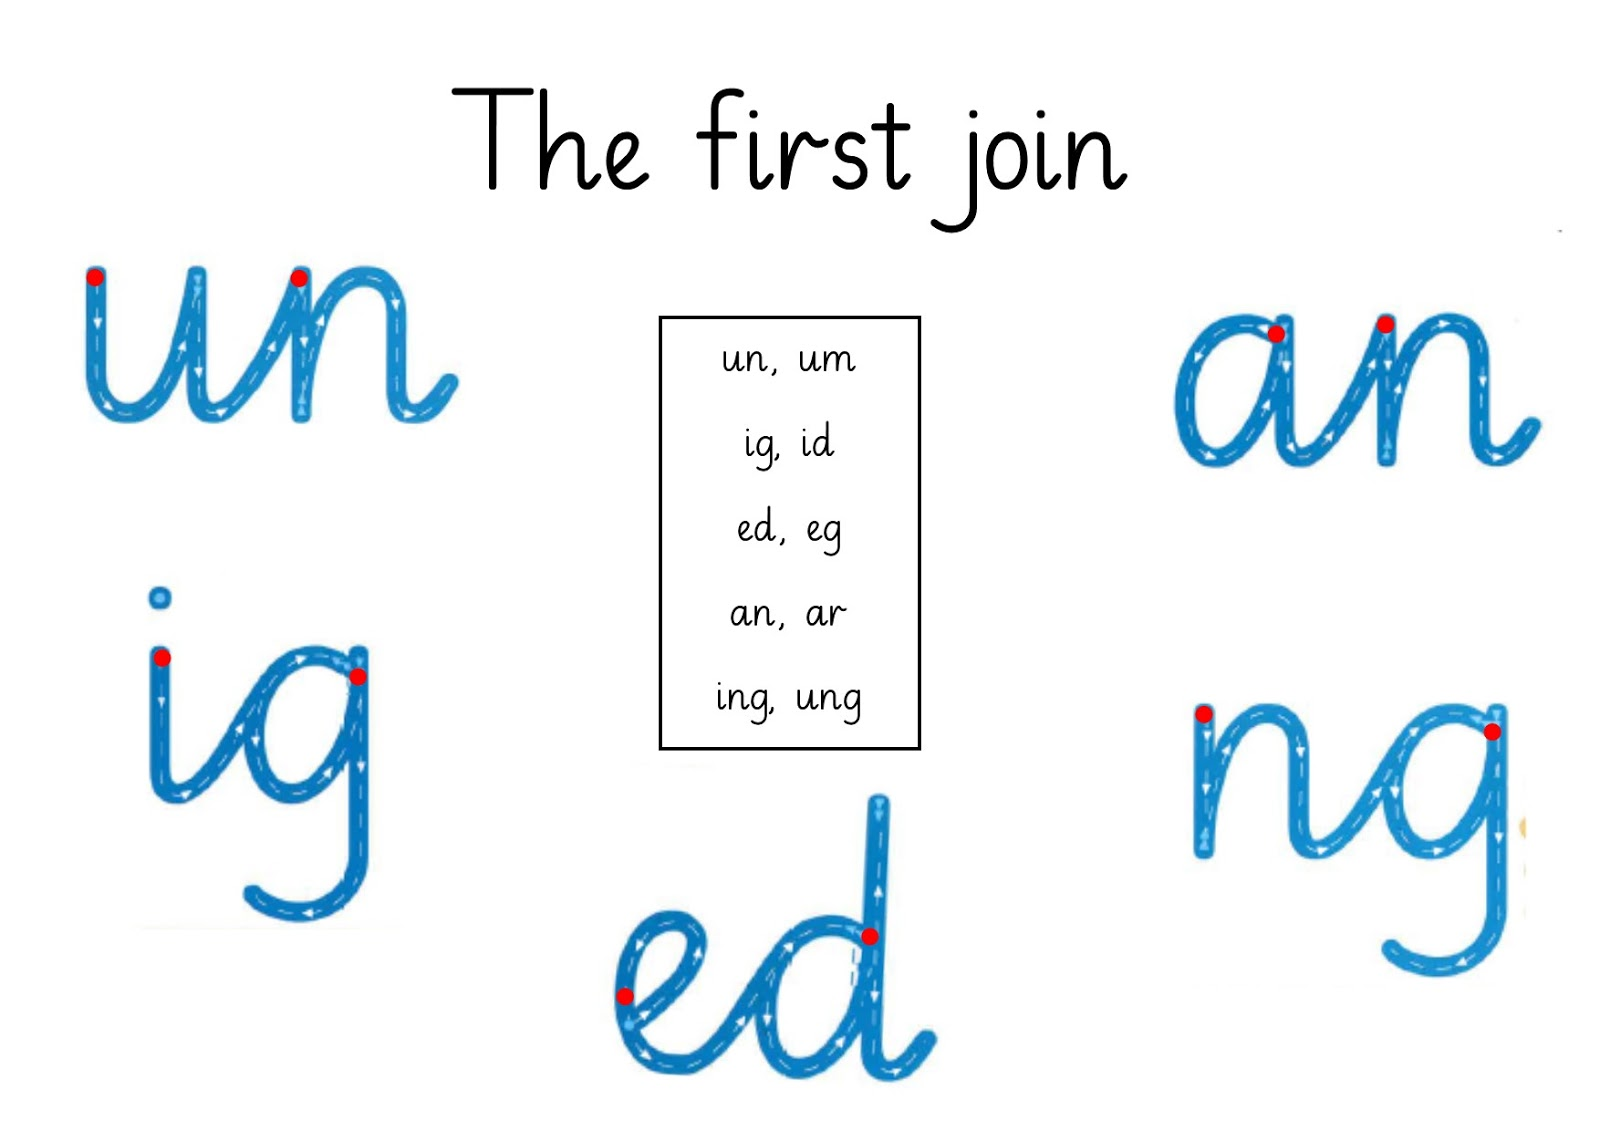 The first join
un
an
un, um
ig, id
ed, eg
an, ar
ing, ung
ig
ng
ed